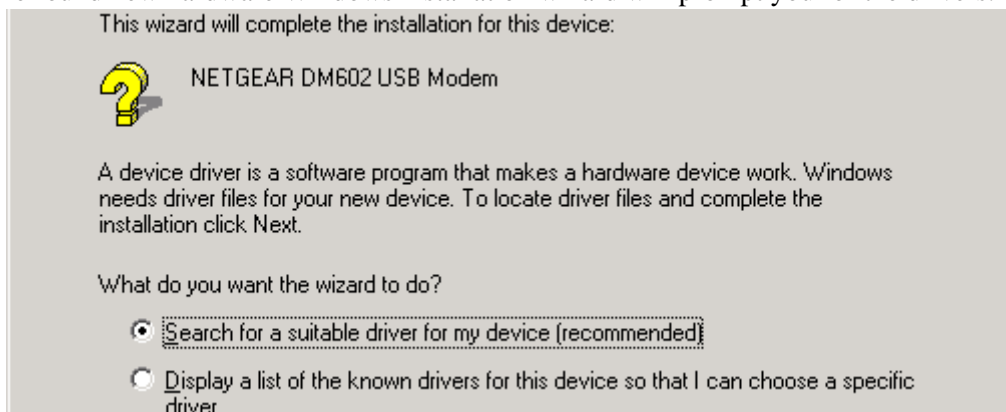 This wizard will complete the installation for this device:
NETGEAR DM602 USB Modem
A device driver is a software program that makes a hardware device work. Windows
needs driver files for your new device. To locate driver files and complete the
installation click Next.
What do you want the wizard to do?
Search for a suitable driver for my device (recommended)
Display a list of the known drivers for this device so that I can choose a specific
driver